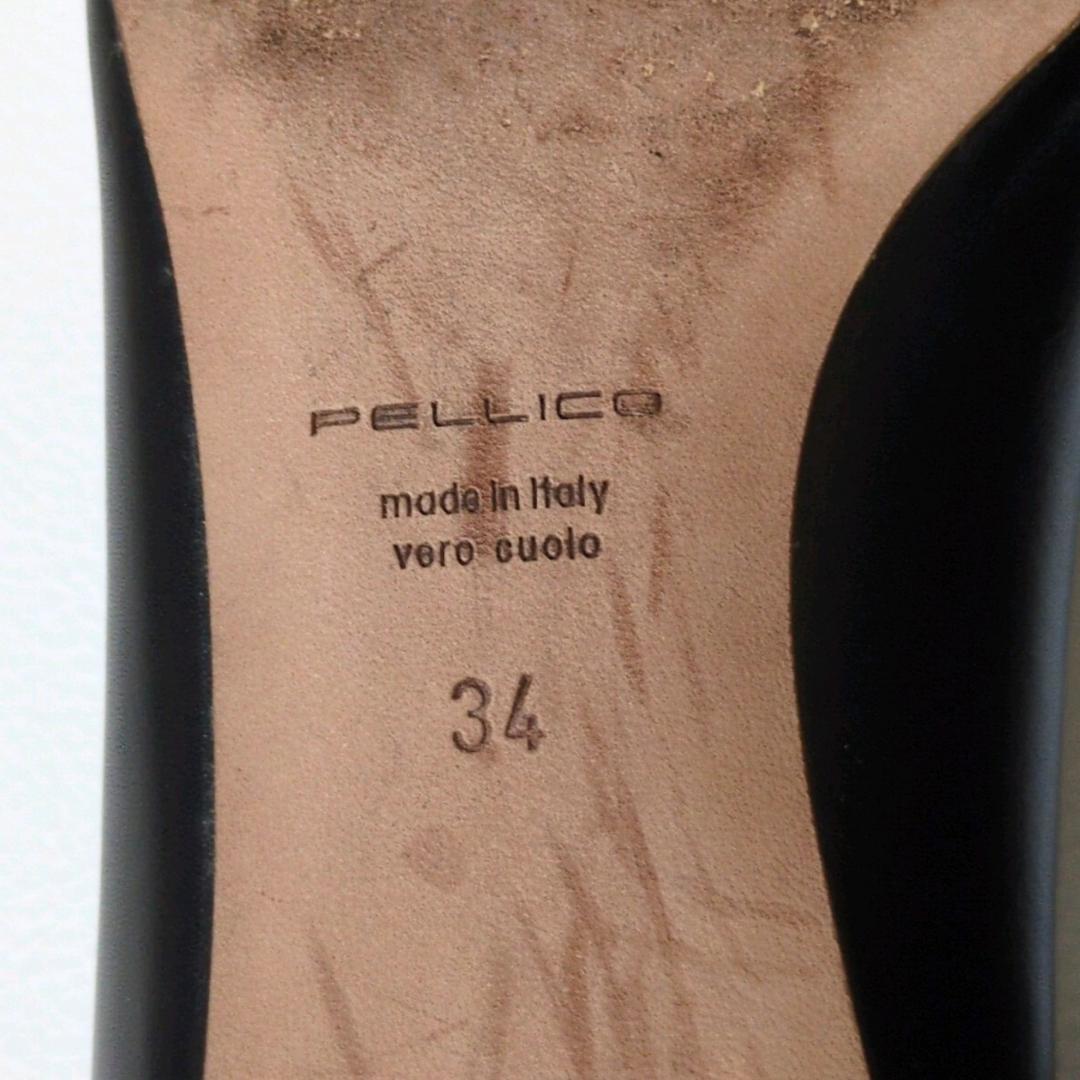 PELLICO
made in Italy
vero cuoio
34